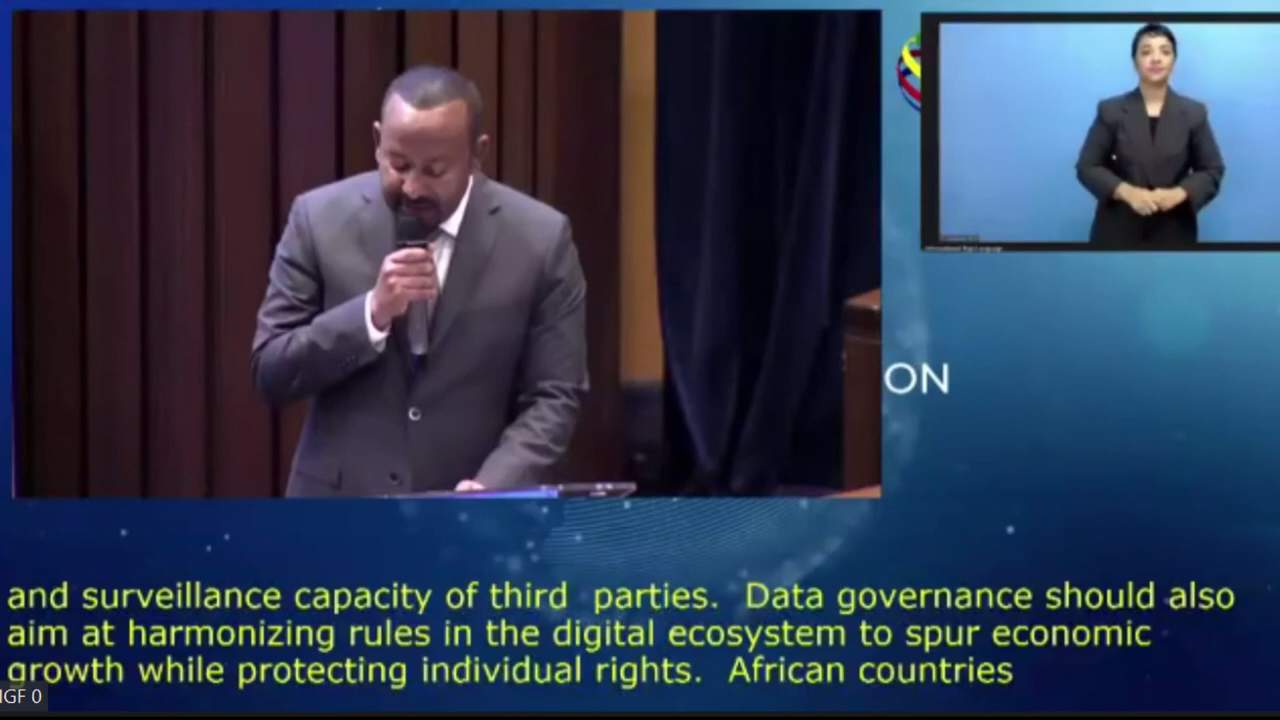 ON
and surveillance capacity of third parties. Data governance should also
aim at harmonizing rules in the digital ecosystem to spur economic
growth while protecting individual rights. African countries
IGF 0